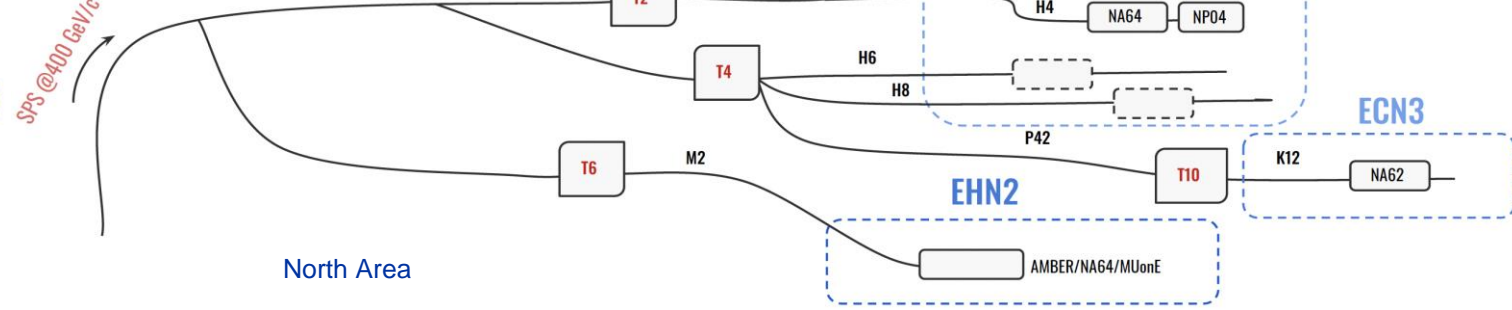 SPS @400 GeV/c
T2
H4
NA64
NP04
T4
H6
H8
ECN3
P42
T6
M2
T10
K12
NA62
EHN2
North Area
AMBER/NA64/MUonE